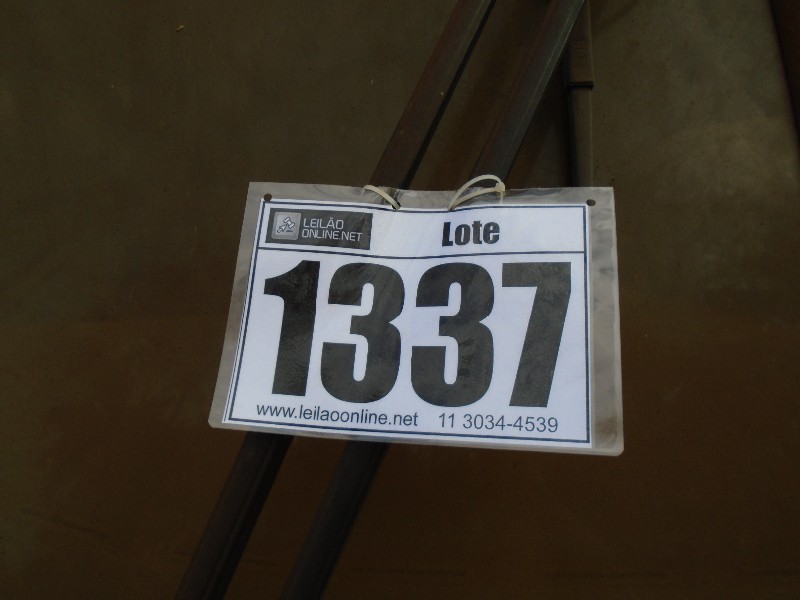 LEILÃO
ONLINE.NET
Lote
1337
www.leilaoonline.net 11 3034-4539